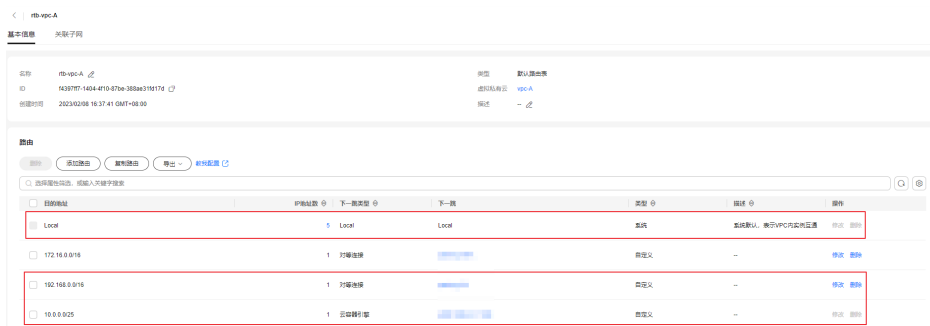 rtb-vpc-A
基本信息 关联子网
名称 rtb-vpc-A 类型 默认路由表
ID f4397ff7-1404-4f10-87be-388ae31fd17d 虚拟私有云 vpc-A
创建时间 2023/02/08 16:37:41 GMT+08:00 描述 --
路由
删除 添加路由 复制路由 导出 教我配置
选择属性筛选，或输入关键字搜索
目的地址 IP地址数 下一跳类型 下一跳 类型 描述 操作
Local 5 Local Local 系统 系统默认，表示VPC内实例互通 修改 删除
172.16.0.0/16 1 对等连接 自定义 -- 修改 删除
192.168.0.0/16 1 对等连接 自定义 -- 修改 删除
10.0.0.0/25 1 云容器引擎 自定义 -- 修改 删除